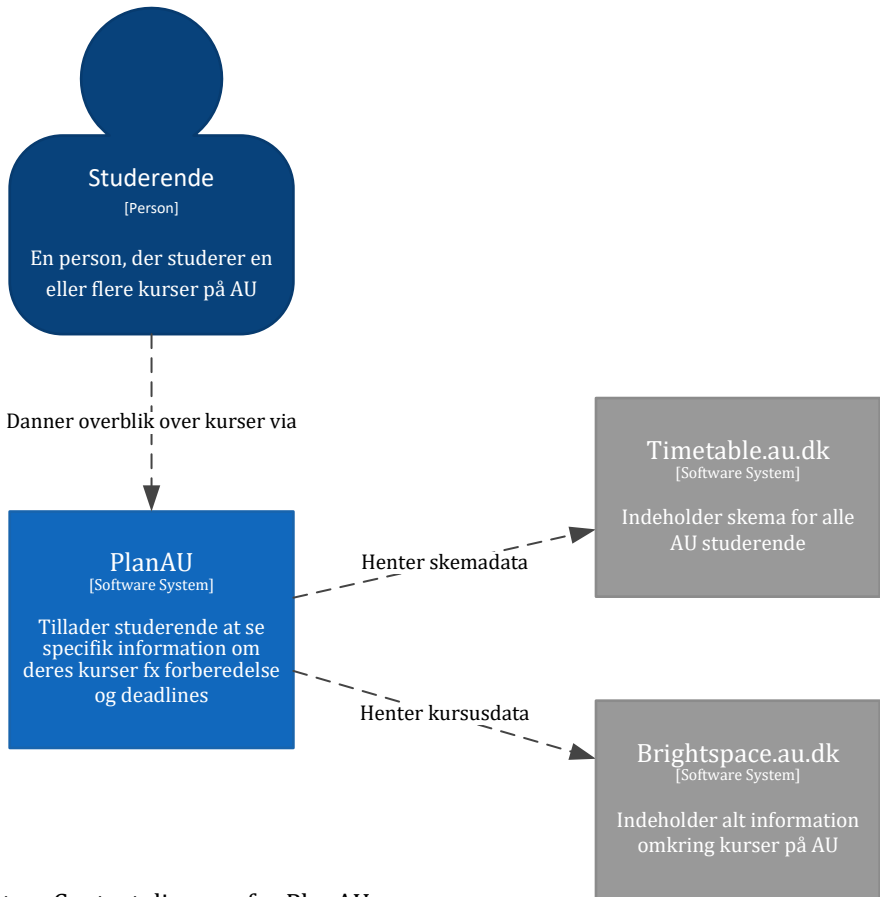 Studerende
[Person]
En person, der studerer en
eller flere kurser på AU
Danner overblik over kurser via
PlanAU
[Software System]
Tillader studerende at se
specifik information om
deres kurser fx forberedelse
og deadlines
Henter skemadata
Henter kursusdata
Timetable.au.dk
[Software System]
Indeholder skema for alle
AU studerende
Brightspace.au.dk
[Software System]
Indeholder alt information
omkring kurser på AU